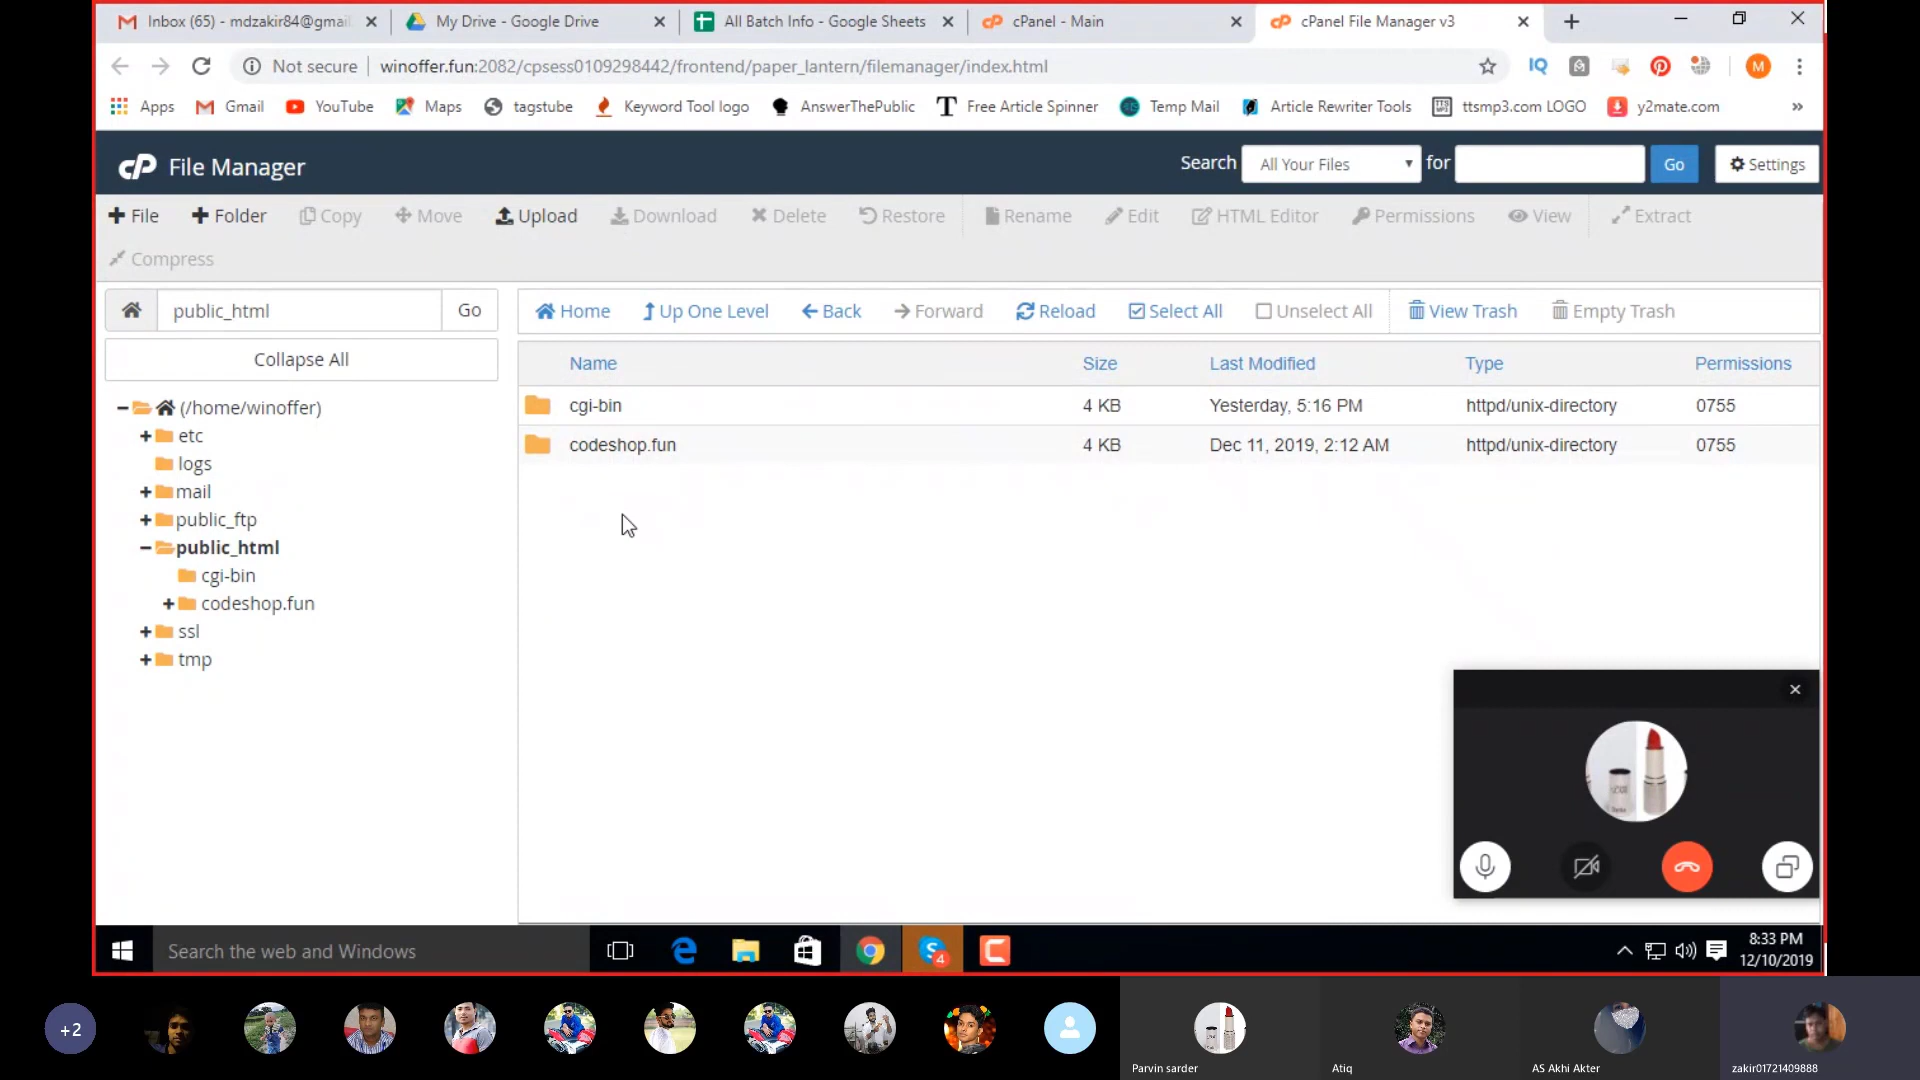 Inbox (65) - mdzakir84@gmai
My Drive - Google Drive
All Batch Info - Google Sheets
cPanel - Main
cPanel File Manager v3
Not secure
winoffer.fun:2082/cpsess0109298442/frontend/paper_lantern/filemanager/index.html
IQ
M
Apps
Gmail
YouTube
Maps
tagstube
Keyword Tool logo
AnswerThePublic
T Free Article Spinner
Temp Mail
Article Rewriter Tools
ttsmp3.com LOGO
y2mate.com
»
cP File Manager
Search
All Your Files
for
Go
Settings
File
Folder
Copy
Move
Upload
Download
Delete
Restore
Rename
Edit
HTML Editor
Permissions
View
Extract
Compress
public_html
Go
Home
Up One Level
Back
Forward
Reload
Select All
Unselect All
View Trash
Empty Trash
Collapse All
Name Size Last Modified Type Permissions
cgi-bin 4 KB Yesterday, 5:16 PM httpd/unix-directory 0755
codeshop.fun 4 KB Dec 11, 2019, 2:12 AM httpd/unix-directory 0755
(/home/winoffer)
etc
logs
mail
public_ftp
public_html
cgi-bin
codeshop.fun
ssl
tmp
Search the web and Windows
4
8:33 PM
12/10/2019
+2
Parvin sarder
Atiq
AS Akhi Akter
zakir01721409888